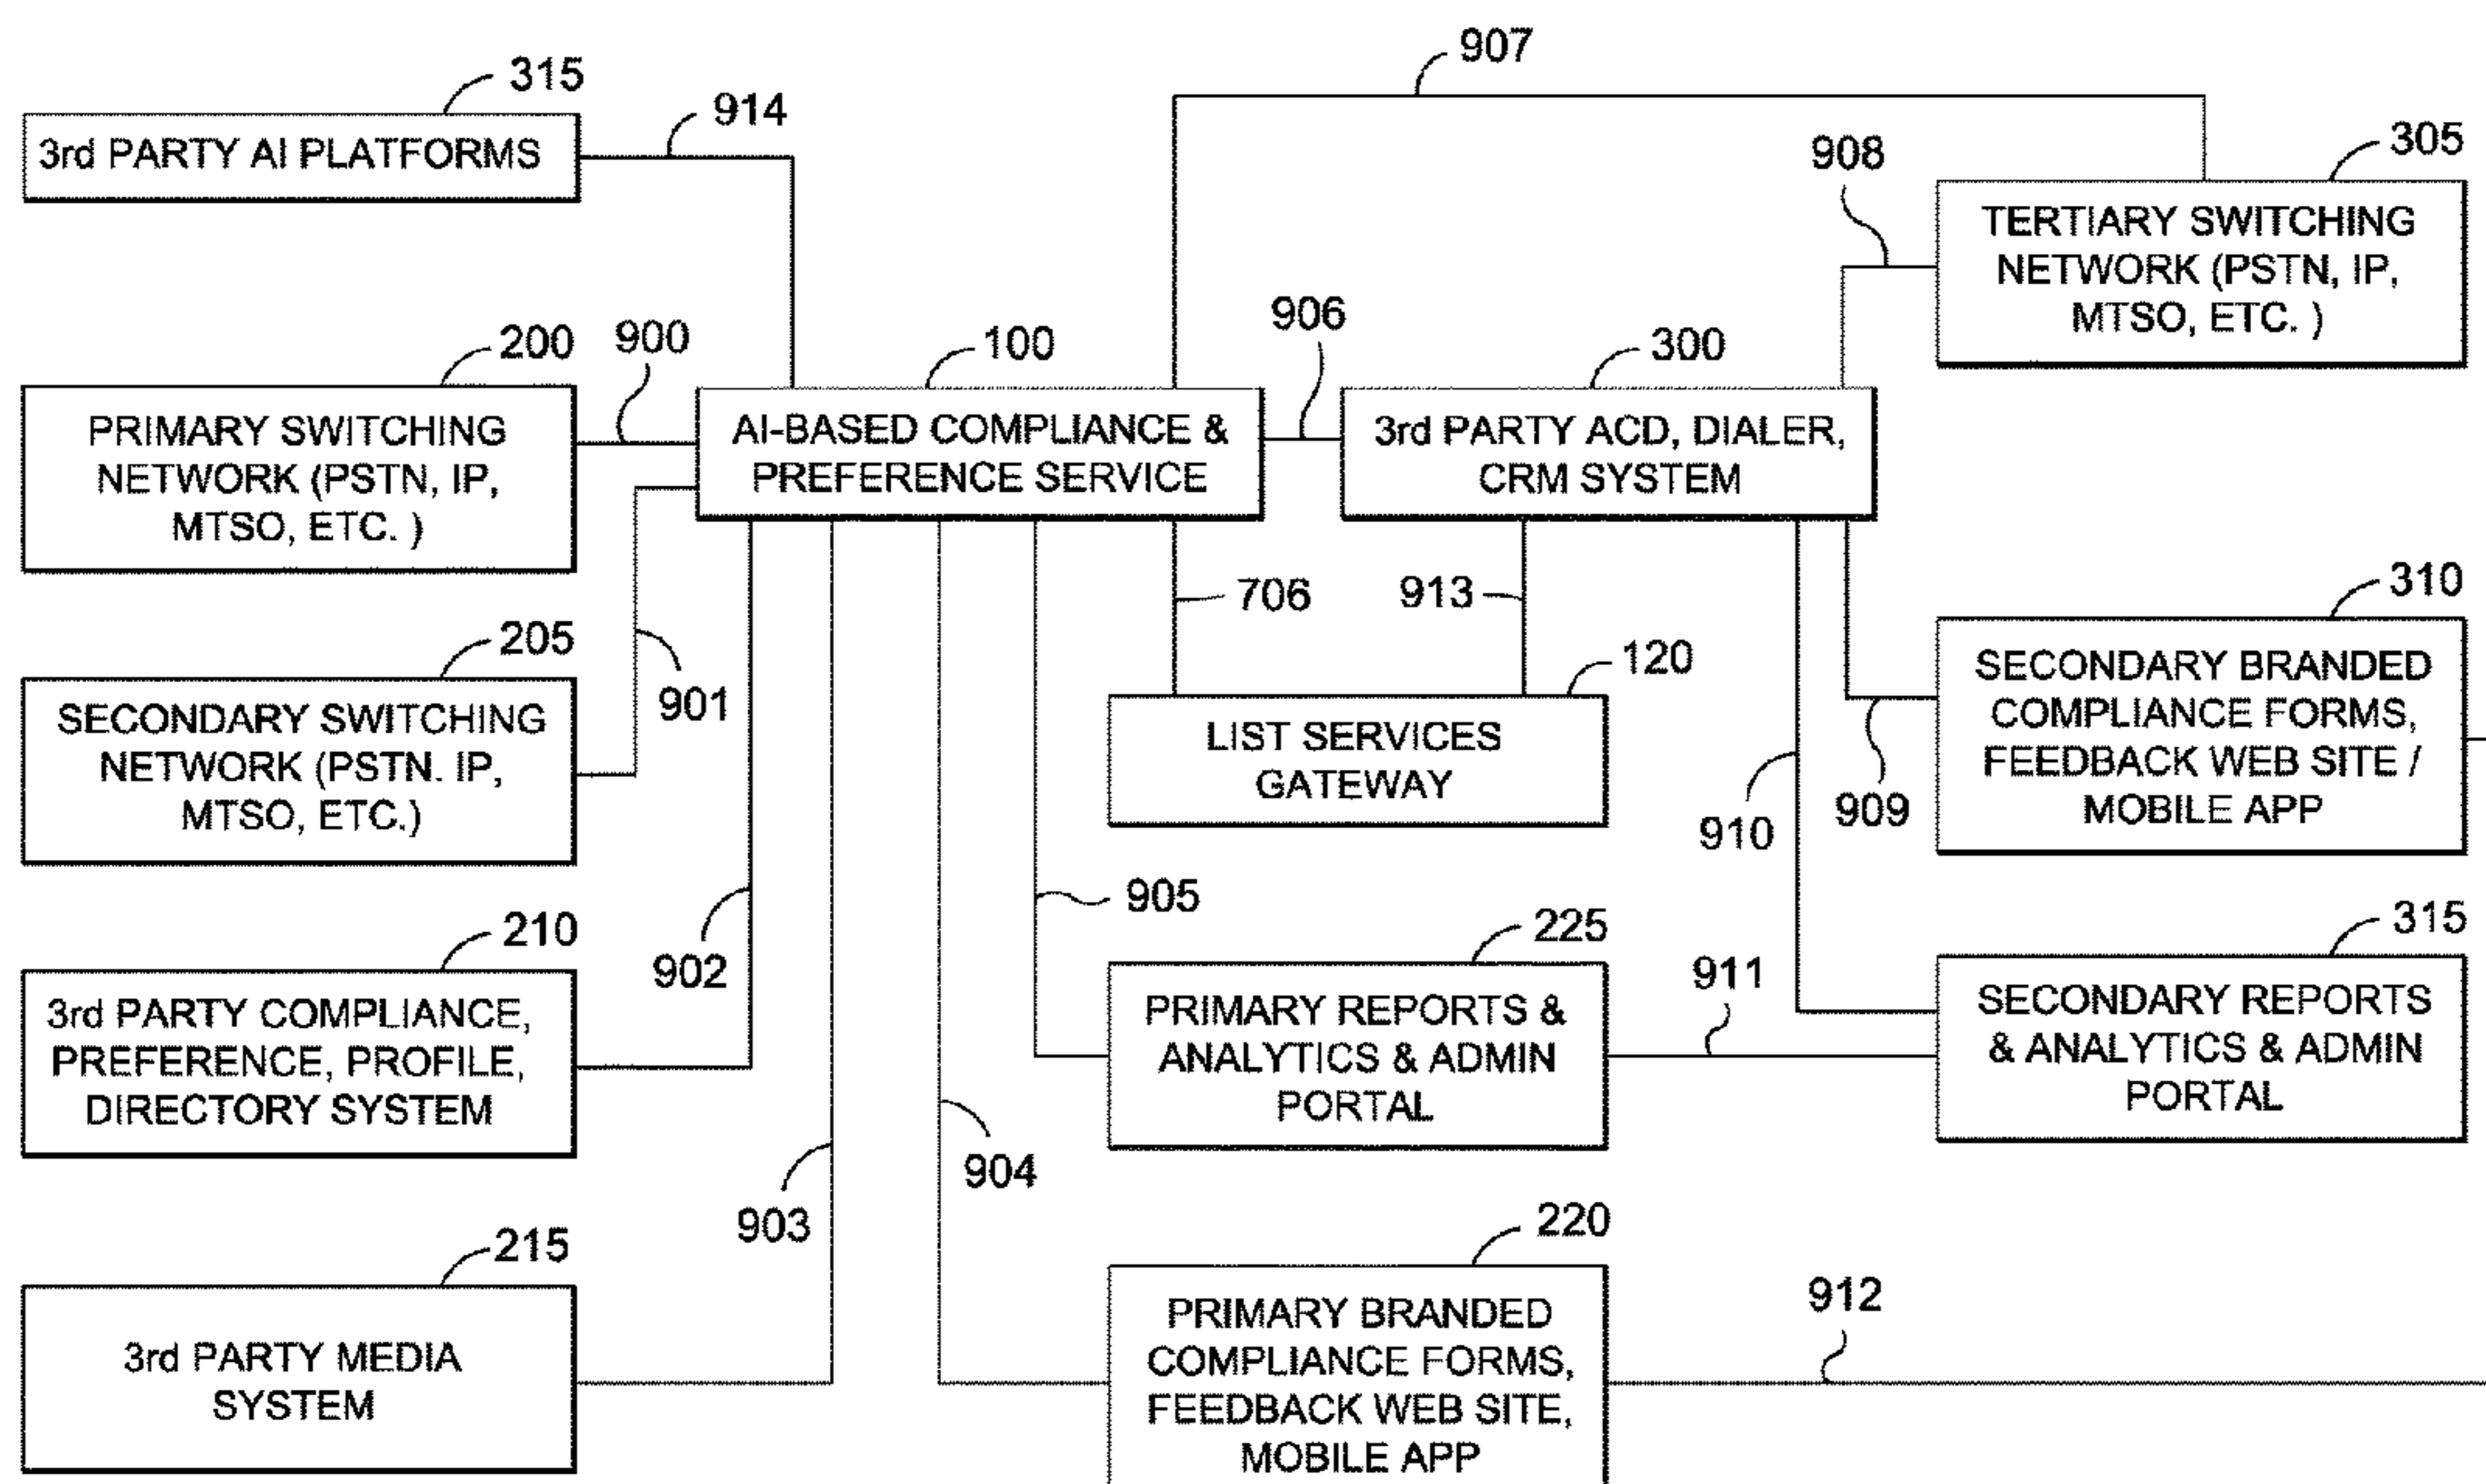 907
315
914
3rd PARTY AI PLATFORMS
305
908
TERTIARY SWITCHING
NETWORK (PSTN, IP,
MTSO, ETC. )
200
900
100
906
300
PRIMARY SWITCHING
NETWORK (PSTN, IP,
MTSO, ETC. )
AI-BASED COMPLIANCE &
PREFERENCE SERVICE
3rd PARTY ACD, DIALER,
CRM SYSTEM
706
913
310
205
901
120
SECONDARY SWITCHING
NETWORK (PSTN. IP,
MTSO, ETC.)
LIST SERVICES
GATEWAY
SECONDARY BRANDED
COMPLIANCE FORMS,
FEEDBACK WEB SITE /
MOBILE APP
909
910
905
210
902
225
911
315
3rd PARTY COMPLIANCE,
PREFERENCE, PROFILE,
DIRECTORY SYSTEM
PRIMARY REPORTS &
ANALYTICS & ADMIN
PORTAL
SECONDARY REPORTS
& ANALYTICS & ADMIN
PORTAL
904
903
215
220
912
3rd PARTY MEDIA
SYSTEM
PRIMARY BRANDED
COMPLIANCE FORMS,
FEEDBACK WEB SITE,
MOBILE APP